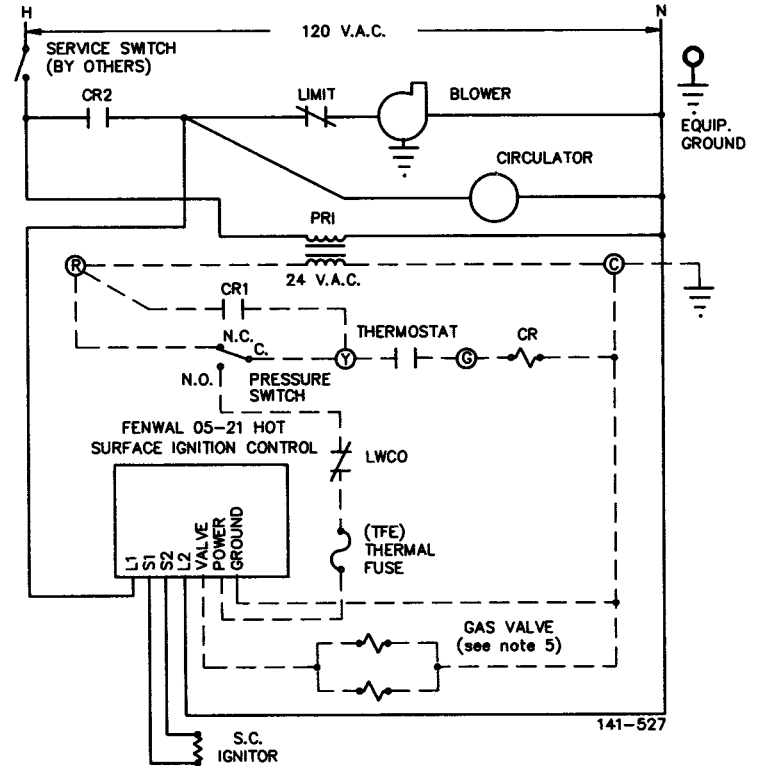 H
N
120 V.A.C.
SERVICE SWITCH
(BY OTHERS)
CR2
LIMIT
BLOWER
EQUIP.
GROUND
CIRCULATOR
PRI
R
24 V.A.C.
C
CR1
N.C.
C.
THERMOSTAT
CR
Y
G
N.O.
PRESSURE
SWITCH
FENWAL 05-21 HOT
SURFACE IGNITION CONTROL
LWCO
(TFE)
THERMAL
FUSE
L1
S1
S2
L2
VALVE
POWER
GROUND
GAS VALVE
(see note 5)
141-527
S.C.
IGNITOR